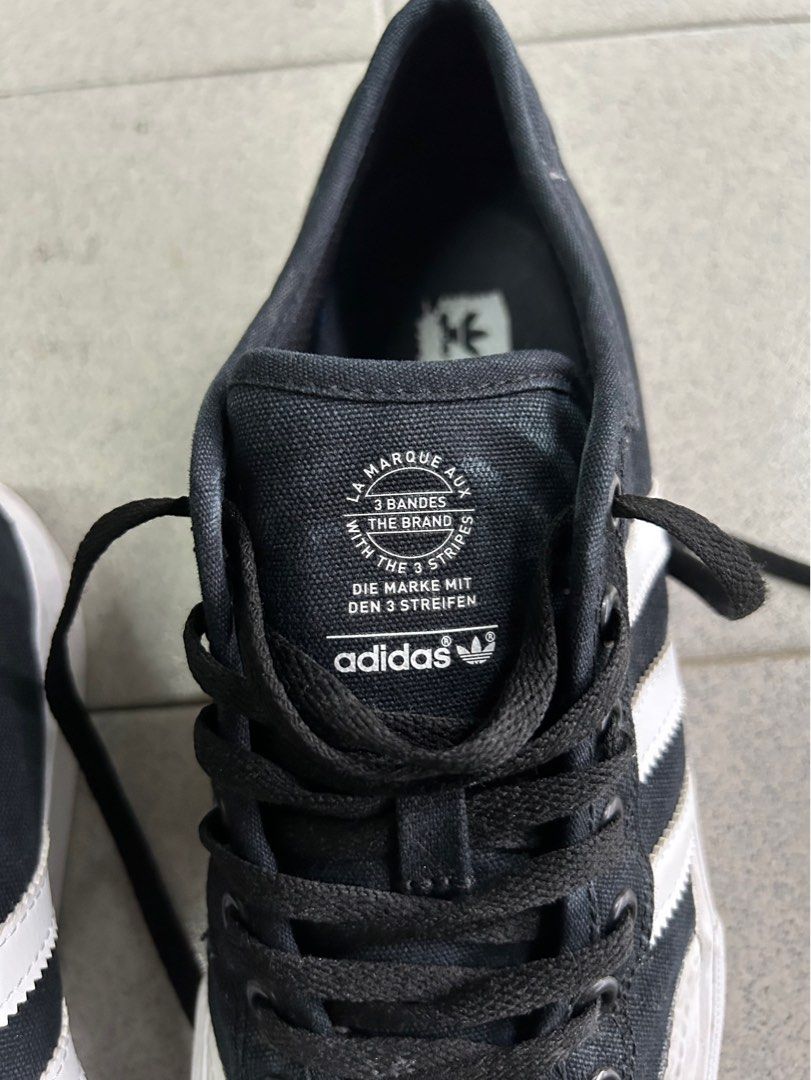 LA MARQUE AUX
3 BANDES
THE BRAND
WITH THE 3 STRIPES
DIE MARKE MIT
DEN 3 STREIFEN
adidas®®